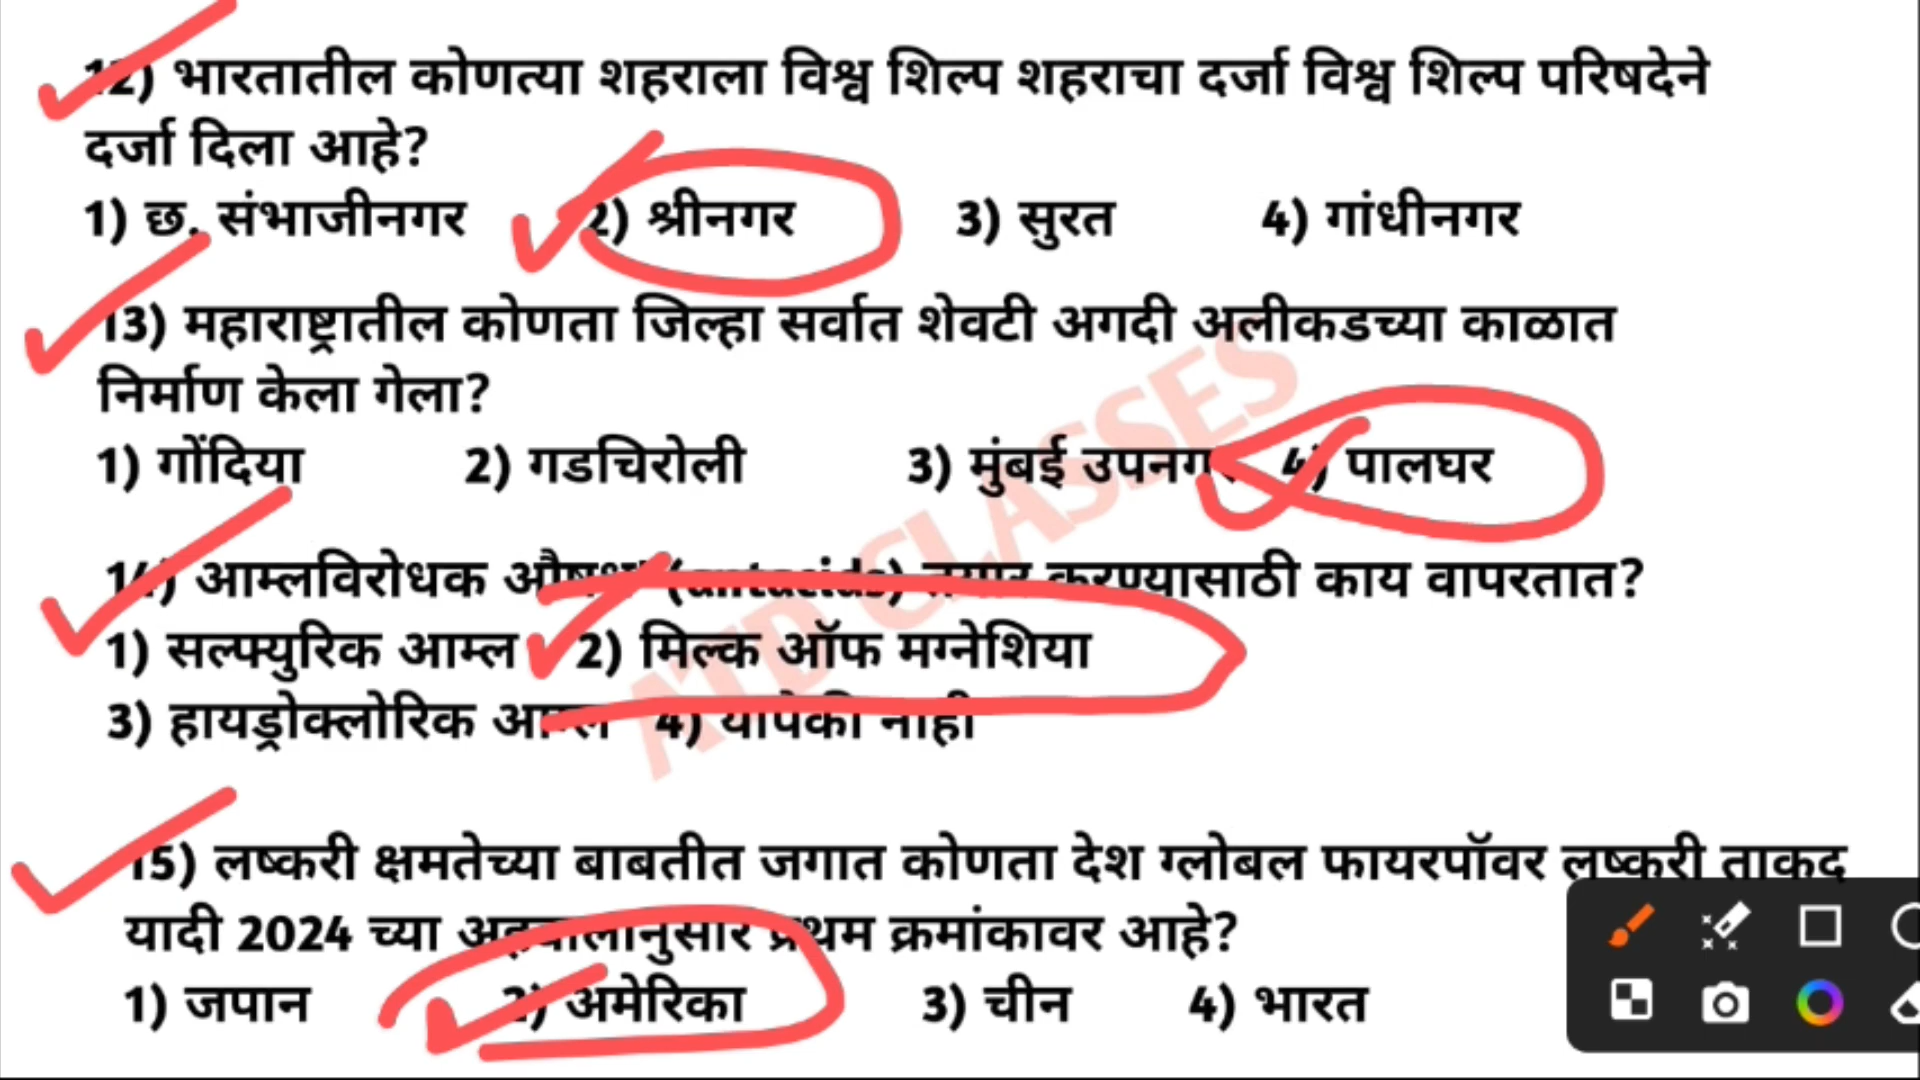 12) भारतातील कोणत्या शहराला विश्व शिल्प शहराचा दर्जा विश्व शिल्प परिषदेने
दर्जा दिला आहे?
1) छ. संभाजीनगर 2) श्रीनगर 3) सुरत 4) गांधीनगर
13) महाराष्ट्रातील कोणता जिल्हा सर्वात शेवटी अगदी अलीकडच्या काळात
निर्माण केला गेला?
1) गोंदिया 2) गडचिरोली 3) मुंबई उपनगर 4) पालघर
14) आम्लविरोधक औषधे (antacids) तयार करण्यासाठी काय वापरतात?
1) सल्फ्युरिक आम्ल 2) मिल्क ऑफ मग्नेशिया
3) हायड्रोक्लोरिक आम्ल 4) यापैकी नाही
15) लष्करी क्षमतेच्या बाबतीत जगात कोणता देश ग्लोबल फायरपॉवर लष्करी ताकद
यादी 2024 च्या अहवालानुसार प्रथम क्रमांकावर आहे?
1) जपान 2) अमेरिका 3) चीन 4) भारत
ATD CLASSES